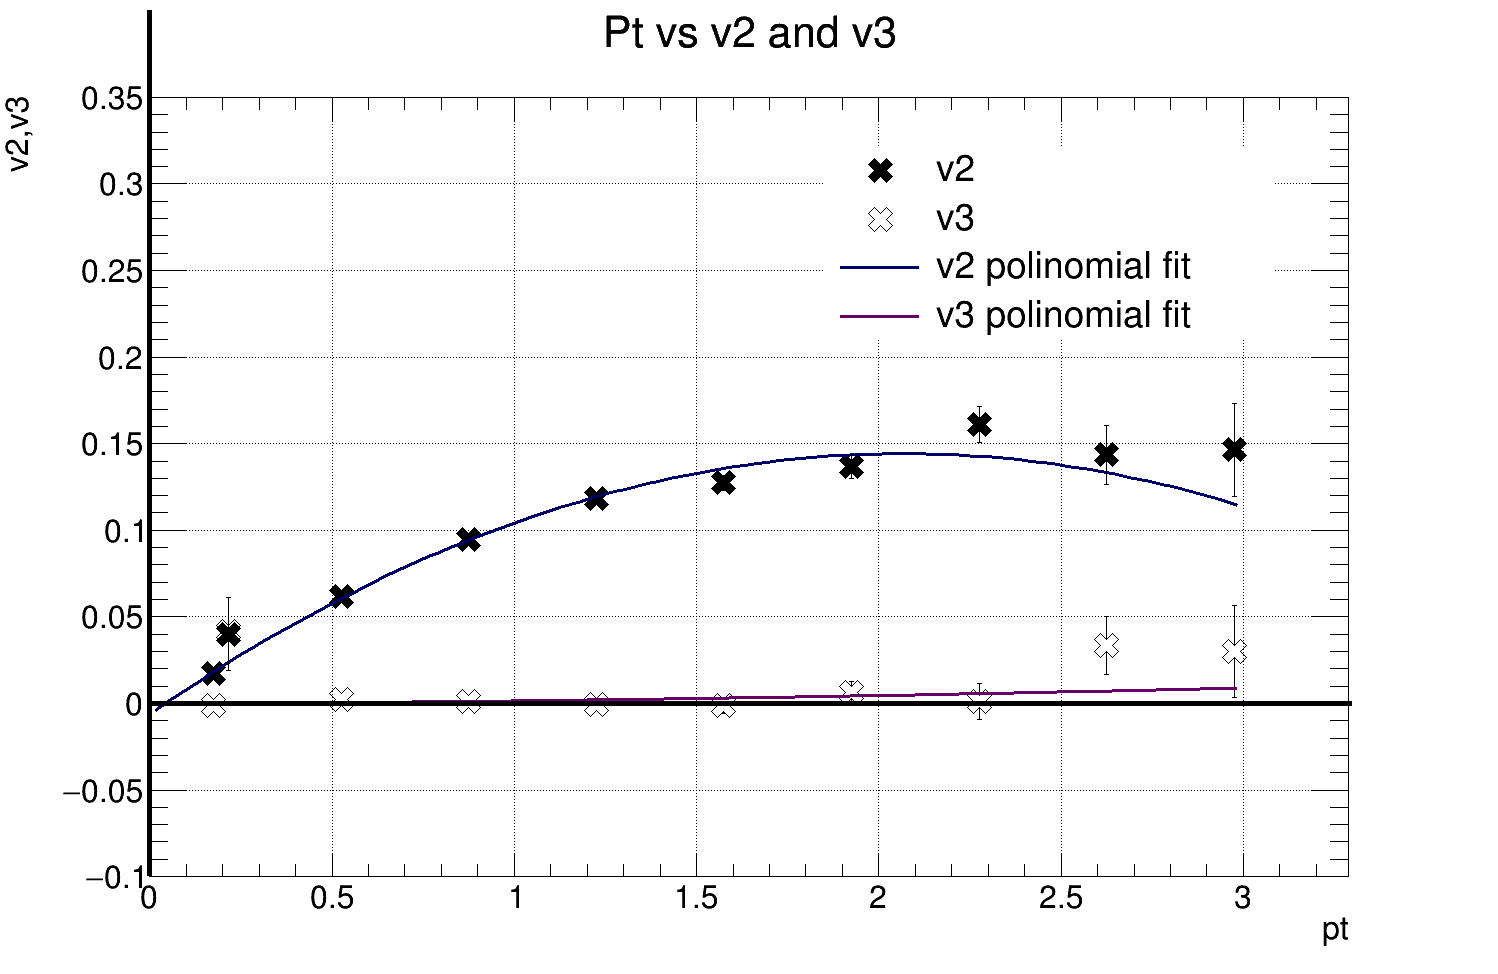 Pt vs v2 and v3
v2,v3
0.35
0.3
0.25
0.2
0.15
0.1
0.05
0
−0.05
−0.1
v2
v3
v2 polinomial fit
v3 polinomial fit
0 0.5 1 1.5 2 2.5 3
pt